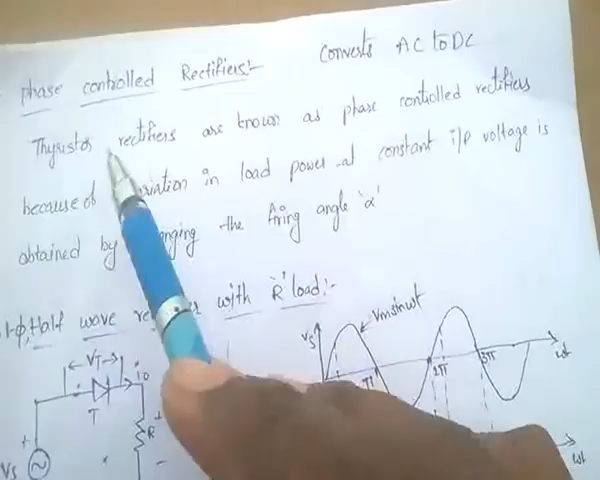 phase controlled Rectifiers:- Converts AC to DC
Thyristor rectifiers are known as phase controlled rectifiers
because of variation in load power at constant i/p voltage is
obtained by the firing angle 'α'
1-ϕ, Half wave with 'R' load:-
Vmsinωt
Vs
π 2π 3π ωt
VT
io
T
R
+
-
+
Vs
ωt